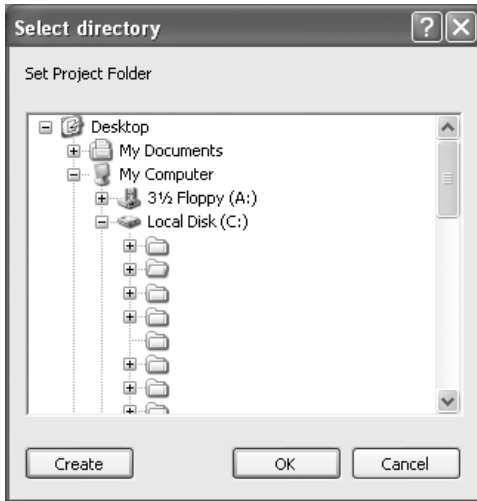 Select directory
Set Project Folder
Desktop
My Documents
My Computer
3½ Floppy (A:)
Local Disk (C:)
Create OK Cancel